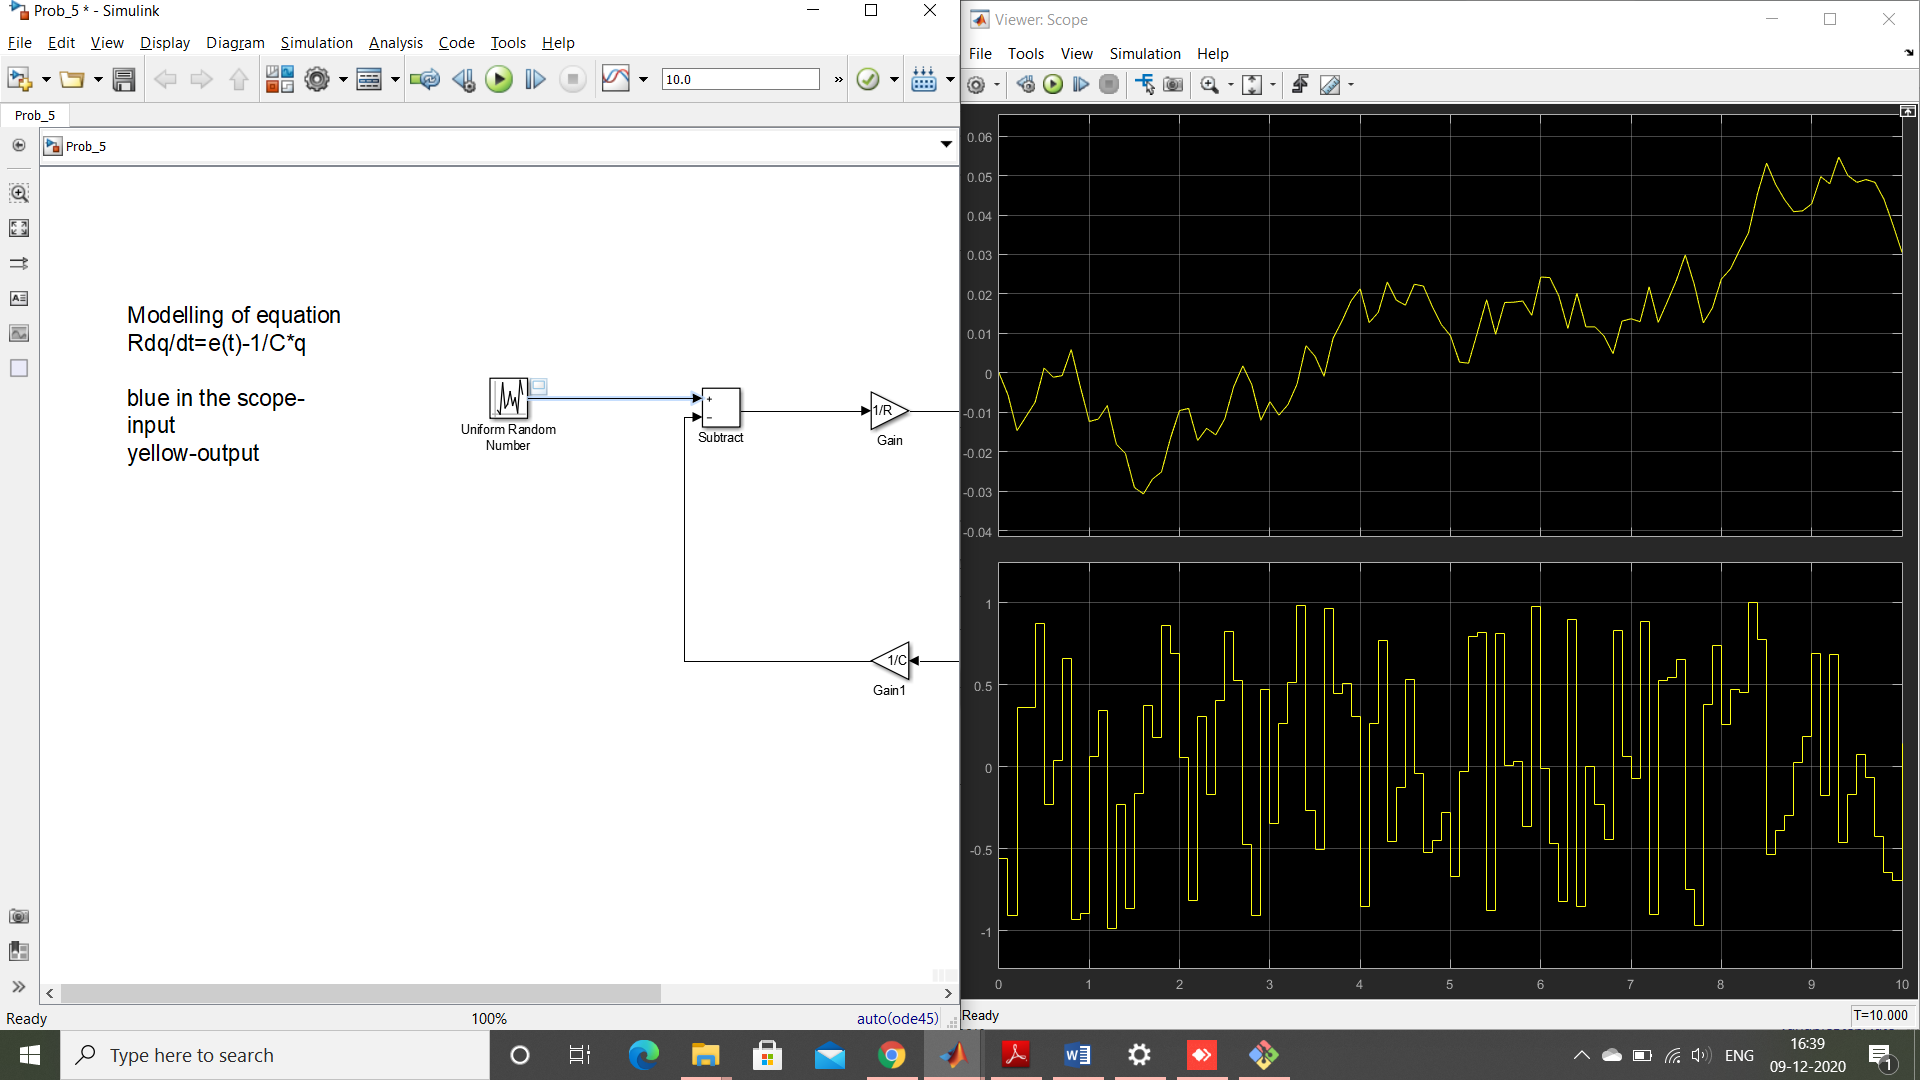 Prob_5 * - Simulink
File Edit View Display Diagram Simulation Analysis Code Tools Help
10.0
»
Prob_5
Prob_5
Modelling of equation
Rdq/dt=e(t)-1/C*q
blue in the scope-
input
yellow-output
Uniform Random
Number
+
−
Subtract
1/R
Gain
1/C
Gain1
Ready
100%
auto(ode45)
Viewer: Scope
File Tools View Simulation Help
0.06
0.05
0.04
0.03
0.02
0.01
0
-0.01
-0.02
-0.03
-0.04
1
0.5
0
-0.5
-1
0 1 2 3 4 5 6 7 8 9 10
Ready
T=10.000
Type here to search
ENG
16:39
09-12-2020
1